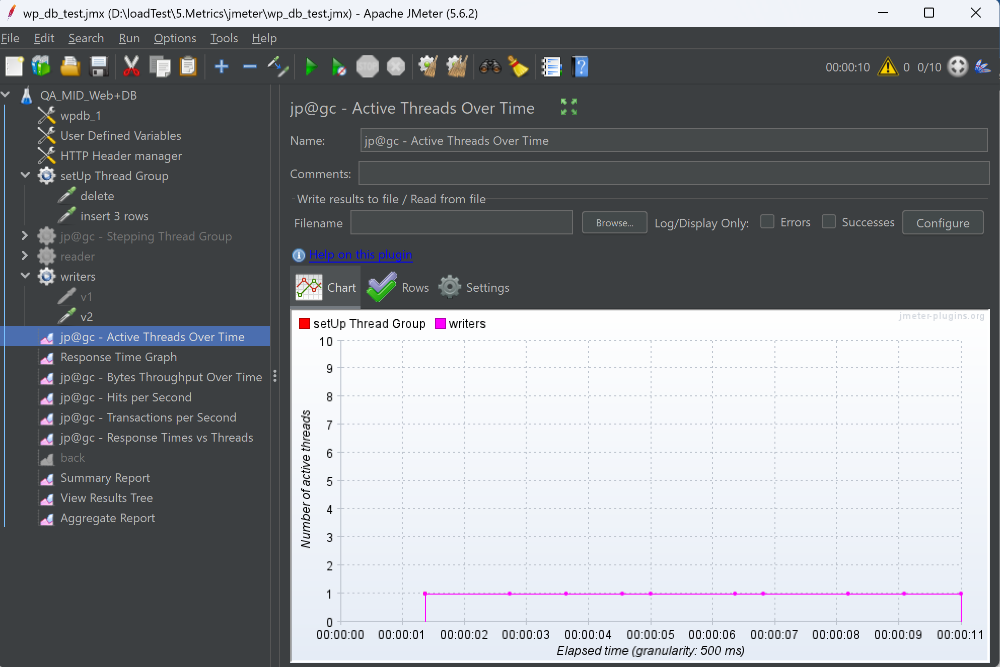 wp_db_test.jmx (D:\loadTest\5.Metrics\jmeter\wp_db_test.jmx) - Apache JMeter (5.6.2)
File Edit Search Run Options Tools Help
STOP 00:00:10 0 0/10
QA_MID_Web+DB
wpdb_1
User Defined Variables
HTTP Header manager
setUp Thread Group
delete
insert 3 rows
jp@gc - Stepping Thread Group
reader
writers
v1
v2
jp@gc - Active Threads Over Time
Response Time Graph
jp@gc - Bytes Throughput Over Time
jp@gc - Hits per Second
jp@gc - Transactions per Second
jp@gc - Response Times vs Threads
back
Summary Report
View Results Tree
Aggregate Report
jp@gc - Active Threads Over Time
Name: jp@gc - Active Threads Over Time
Comments:
Write results to file / Read from file
Filename Browse... Log/Display Only: Errors Successes Configure
Help on this plugin
Chart Rows Settings
jmeter-plugins.org
setUp Thread Group writers
10
9
8
7
6
5
4
3
2
1
0
Number of active threads
00:00:00 00:00:01 00:00:02 00:00:03 00:00:04 00:00:05 00:00:06 00:00:07 00:00:08 00:00:09 00:00:11
Elapsed time (granularity: 500 ms)